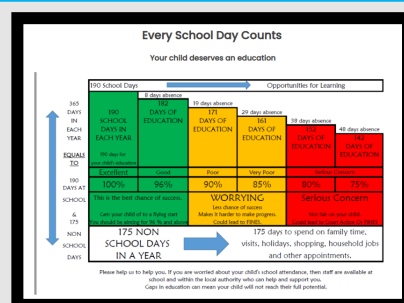 Every School Day Counts
Your child deserves an education
190 School Days
Opportunities for Learning
8 days absence
19 days absence
29 days absence
38 days absence
48 days absence
365
DAYS
IN
EACH
YEAR
EQUALS
TO
190
DAYS AT
SCHOOL
&
175
NON
SCHOOL
DAYS
190
SCHOOL
DAYS IN
EACH YEAR
190 days for
your child's education
182
DAYS OF
EDUCATION
171
DAYS OF
EDUCATION
161
DAYS OF
EDUCATION
152
DAYS OF
EDUCATION
142
DAYS OF
EDUCATION
Excellent
Good
Poor
Very Poor
Serious Concern
100%
96%
90%
85%
80%
75%
This is the best chance of success.
Gets your child of to a flying start
You should be aiming for 96 % and above
WORRYING
Less chance of success
Makes it harder to make progress.
Could lead to FINES.
Serious Concern
Not fair on your child.
175 NON
SCHOOL DAYS
IN A YEAR
175 days to spend on family time,
visits, holidays, shopping, household jobs
and other appointments.
Please help us to help you. If you are worried about your child's school attendance, then staff are available at
school and within the local authority who can help and support you.
Gaps in education can mean your child will not reach their full potential.